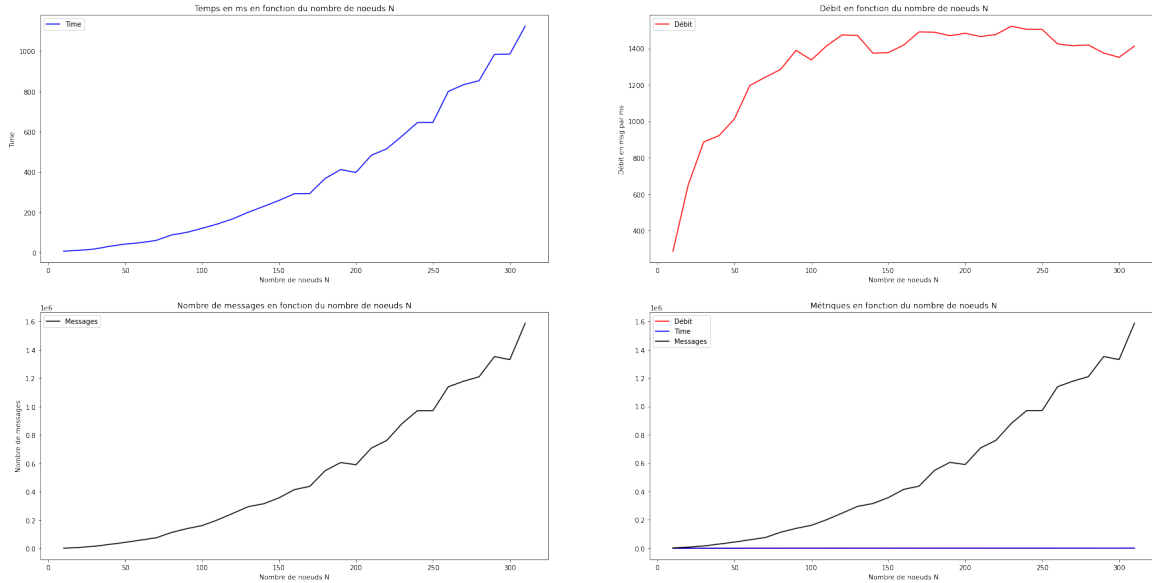 Temps en ms en fonction du nombre de noeuds N
Time
1000
800
600
400
200
0
Time
0 50 100 150 200 250 300
Nombre de noeuds N
Débit en fonction du nombre de noeuds N
Débit
1400
1200
1000
800
600
400
Débit en msg par ms
0 50 100 150 200 250 300
Nombre de noeuds N
Nombre de messages en fonction du nombre de noeuds N
1e6
Messages
1.6
1.4
1.2
1.0
0.8
0.6
0.4
0.2
0.0
Nombre de messages
0 50 100 150 200 250 300
Nombre de noeuds N
Métriques en fonction du nombre de noeuds N
1e6
Débit
Time
Messages
1.6
1.4
1.2
1.0
0.8
0.6
0.4
0.2
0.0
0 50 100 150 200 250 300
Nombre de noeuds N